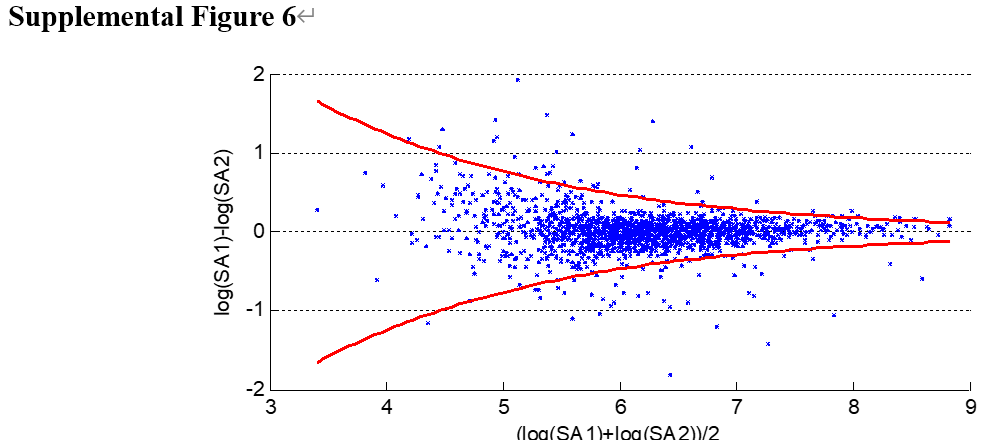 Supplemental Figure 6↵
2
1
0
-1
-2
log(SA1)-log(SA2)
3 4 5 6 7 8 9
(log(SA1)+log(SA2))/2